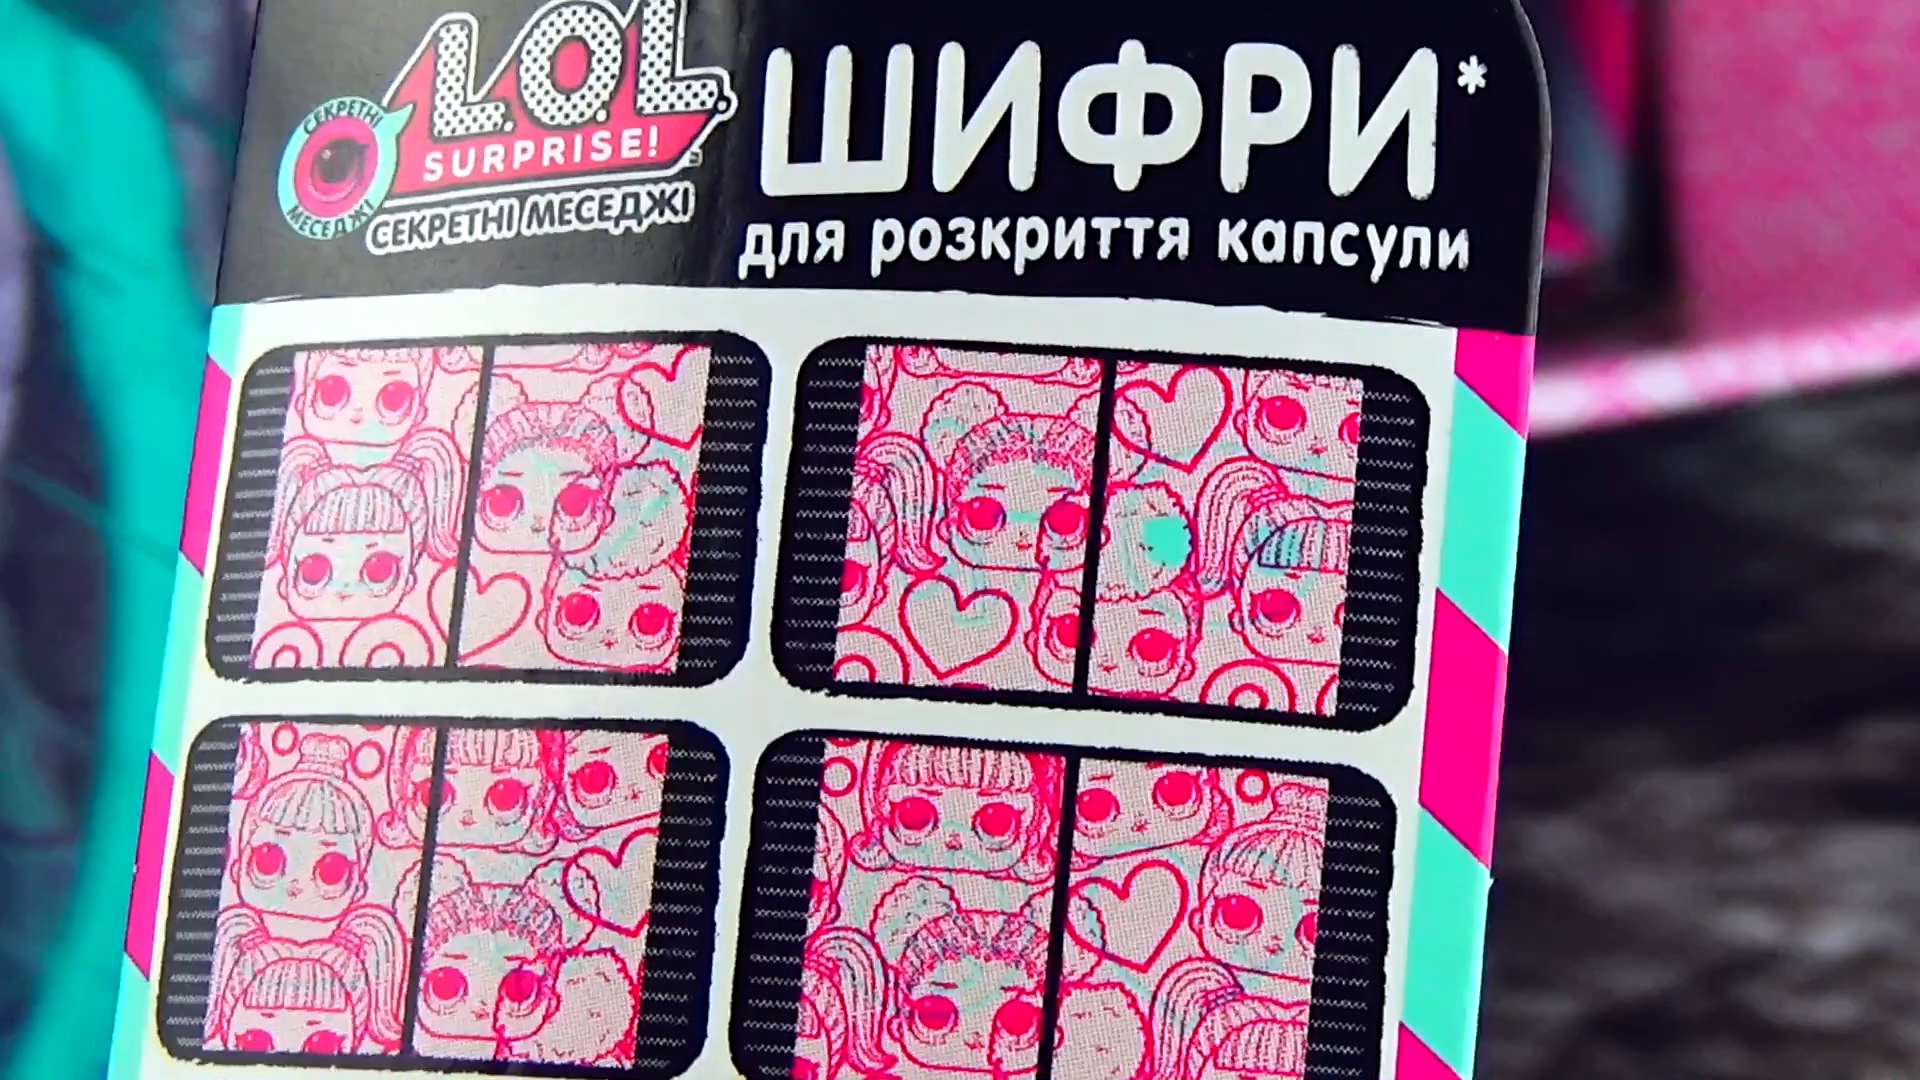 L.O.L.
SURPRISE!
СЕКРЕТНІ МЕСЕДЖІ
СЕКРЕТНІ МЕСЕДЖІ
ШИФРИ*
для розкриття капсули